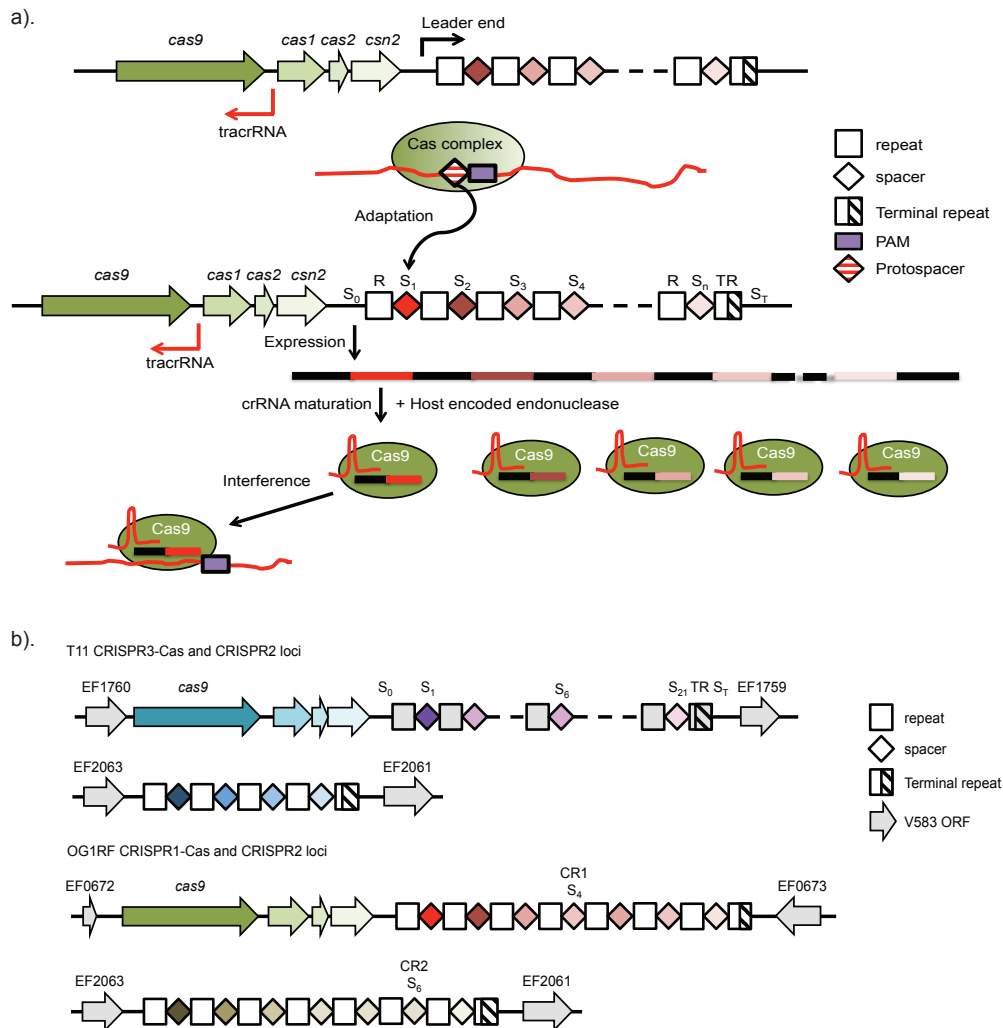 a).
Leader end
cas9
cas1
cas2
csn2
tracrRNA
Cas complex
Adaptation
repeat
spacer
Terminal repeat
PAM
Protospacer
cas9
cas1
cas2
csn2
S0
R
S1
S2
S3
S4
R
Sn
TR
ST
tracrRNA
Expression
crRNA maturation
+ Host encoded endonuclease
Cas9
Cas9
Cas9
Cas9
Cas9
Interference
Cas9
b).
T11 CRISPR3-Cas and CRISPR2 loci
EF1760
cas9
S0
S1
S6
S21
TR
ST
EF1759
EF2063
EF2061
repeat
spacer
Terminal repeat
V583 ORF
OG1RF CRISPR1-Cas and CRISPR2 loci
EF0672
cas9
CR1
S4
EF0673
EF2063
CR2
S6
EF2061